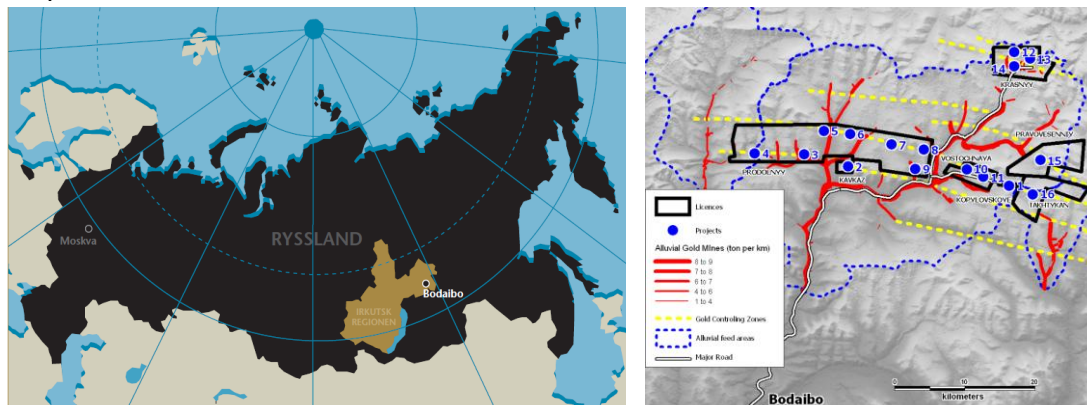 Moskva
RYSSLAND
Bodaibo
IRKUTSK
REGIONEN
12
13
14
KRASNYY
5
6
7
8
PRAVOVESENNIY
4
3
2
9
VOSTOCHNAYA
10
11
15
PRODOLNYY
KAVKAZ
KOPYLOVSKOYE
1
16
TAKHTYKAN
Licences
Projects
Alluvial Gold Mines (ton per km)
8 to 9
7 to 8
6 to 7
4 to 6
1 to 4
Gold Controling Zones
Alluvial feed areas
Major Road
Bodaibo
0 10 20
kilometers